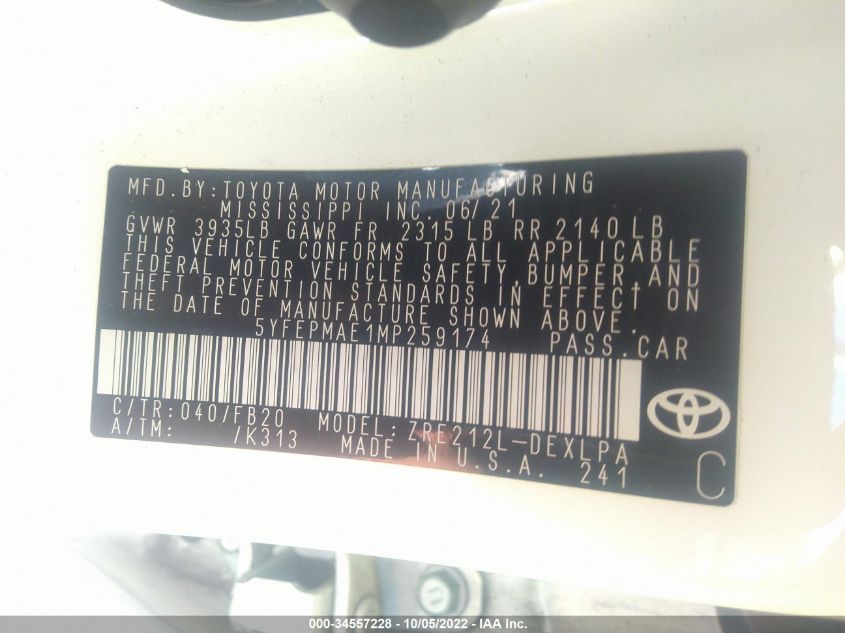 MFD.BY:TOYOTA MOTOR MANUFACTURING
MISSISSIPPI INC. 06/21
GVWR 3935LB GAWR FR 2315 LB RR 2140 LB
THIS VEHICLE CONFORMS TO ALL APPLICABLE
FEDERAL MOTOR VEHICLE SAFETY,BUMPER,AND
THEFT PREVENTION STANDARDS IN EFFECT ON
THE DATE OF MANUFACTURE SHOWN ABOVE.
5YFEPMAE1MP259174 PASS.CAR
C/TR:040/FB20 MODEL:ZRE212L-DEXLPA
A/TM: /K313 MADE IN U.S.A. 241
C
000-34557228 - 10/05/2022 - IAA Inc.